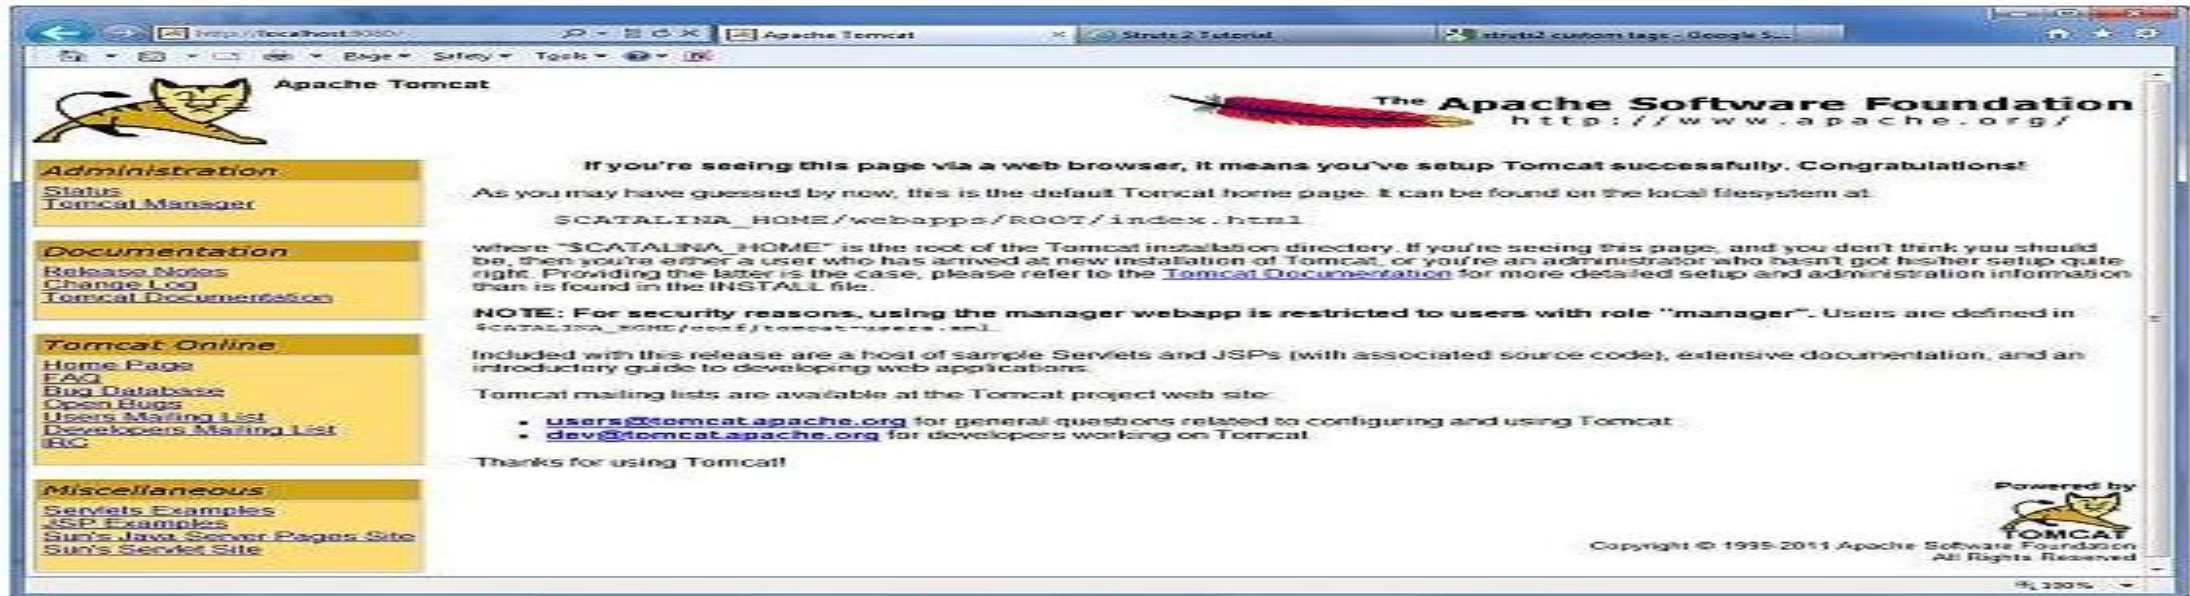 http://localhost:8080/
Apache Tomcat
Struts 2 Tutorial
struts2 custom tags - Google S...
Page Safety Tools
Apache Tomcat
The Apache Software Foundation
http://www.apache.org/
Administration
Status
Tomcat Manager
Documentation
Release Notes
Change Log
Tomcat Documentation
Tomcat Online
Home Page
FAQ
Bug Database
Open Bugs
Users Mailing List
Developers Mailing List
IRC
Miscellaneous
Servlets Examples
JSP Examples
Sun's Java Server Pages Site
Sun's Servlet Site
If you're seeing this page via a web browser, it means you've setup Tomcat successfully. Congratulations!
As you may have guessed by now, this is the default Tomcat home page. It can be found on the local filesystem at:
$CATALINA_HOME/webapps/ROOT/index.html
where "$CATALINA_HOME" is the root of the Tomcat installation directory. If you're seeing this page, and you don't think you should
be, then you're either a user who has arrived at new installation of Tomcat, or you're an administrator who hasn't got his/her setup quite
right. Providing the latter is the case, please refer to the Tomcat Documentation for more detailed setup and administration information
than is found in the INSTALL file.
NOTE: For security reasons, using the manager webapp is restricted to users with role "manager". Users are defined in
$CATALINA_HOME/conf/tomcat-users.xml.
Included with this release are a host of sample Servlets and JSPs (with associated source code), extensive documentation, and an
introductory guide to developing web applications.
Tomcat mailing lists are available at the Tomcat project web site:
• users@tomcat.apache.org for general questions related to configuring and using Tomcat
• dev@tomcat.apache.org for developers working on Tomcat
Thanks for using Tomcat!
Powered by
TOMCAT
Copyright © 1999-2011 Apache Software Foundation
All Rights Reserved
100%